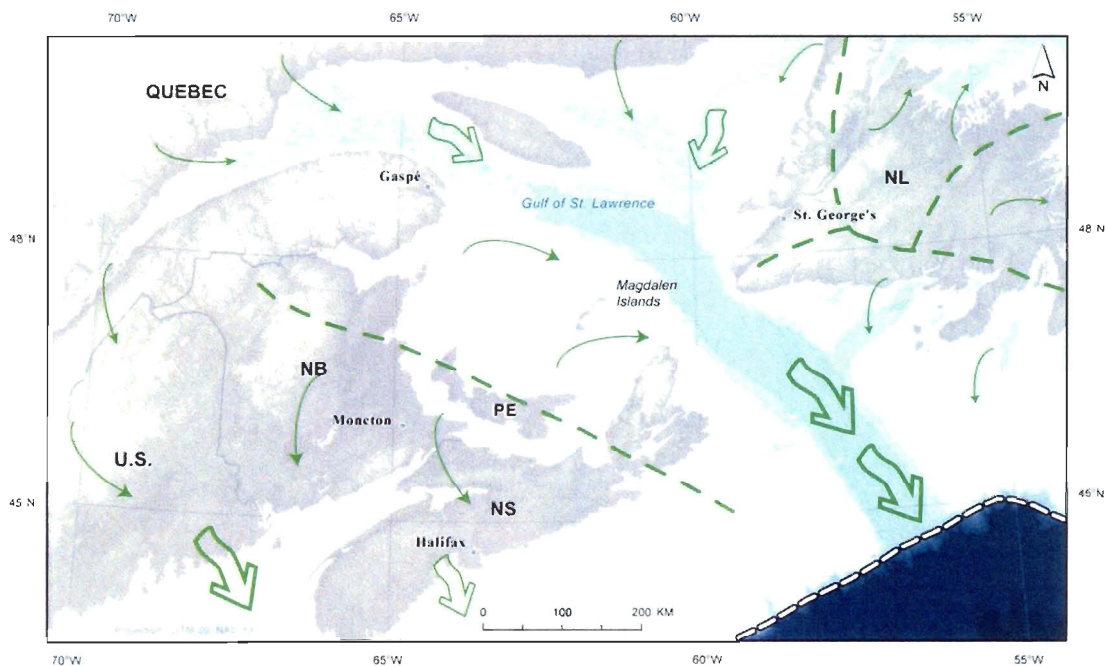 70°W 65°W 60°W 55°W
N
QUEBEC
NL
Gaspé
Gulf of St. Lawrence
St. George's
48°N 48°N
Magdalen
Islands
NB
PE
Moncton
U.S.
45°N 45°N
NS
Halifax
0 100 200 KM
70°W 65°W 60°W 55°W